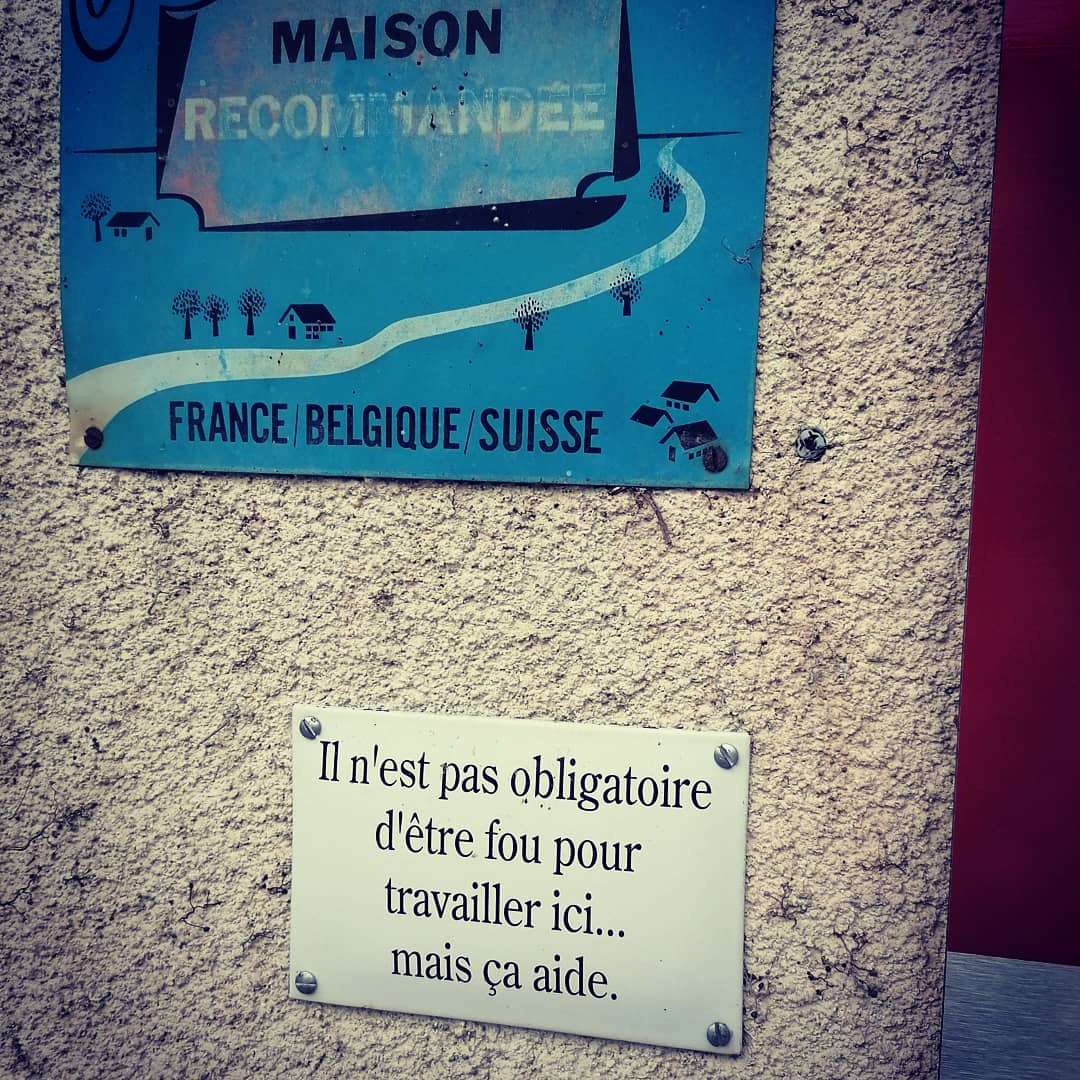 MAISON
RECOMMANDÉE
FRANCE/BELGIQUE/SUISSE
Il n'est pas obligatoire
d'être fou pour
travailler ici...
mais ça aide.